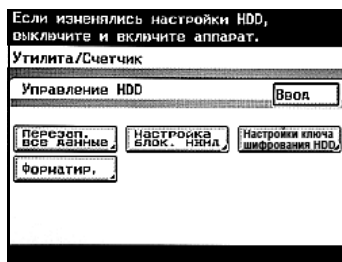 Если изменялись настройки HDD,
выключите и включите аппарат.
Утилита/Счетчик
Управление HDD
Ввод
Перезап.
все данные
Настройка
блок. НЖМД
Настройки ключа
шифрования HDD
Форматир.